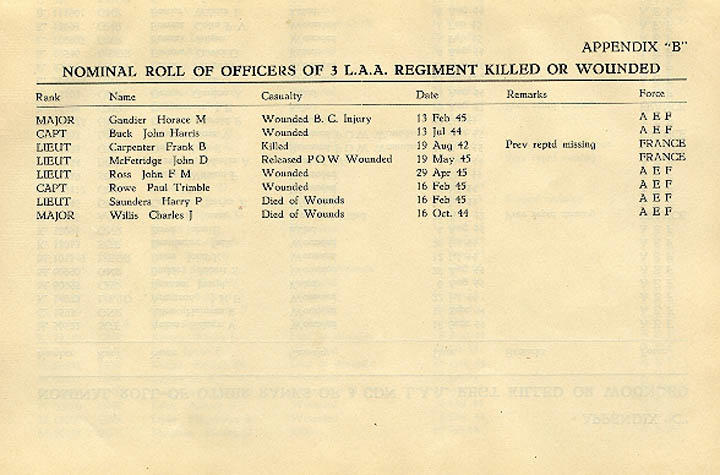 APPENDIX "B"
NOMINAL ROLL OF OFFICERS OF 3 L.A.A. REGIMENT KILLED OR WOUNDED
Rank Name Casualty Date Remarks Force
MAJOR Gandier Horace M Wounded B. C. Injury 13 Feb 45 A E F
CAPT Buck John Harris Wounded 13 Jul 44 A E F
LIEUT Carpenter Frank B Killed 19 Aug 42 Prev reptd missing FRANCE
LIEUT McFetridge John D Released P O W Wounded 19 May 45 FRANCE
LIEUT Ross John F M Wounded 29 Apr 45 A E F
CAPT Rowe Paul Trimble Wounded 16 Feb 45 A E F
LIEUT Saunders Harry P Died of Wounds 16 Feb 45 A E F
MAJOR Willis Charles J Died of Wounds 16 Oct. 44 A E F